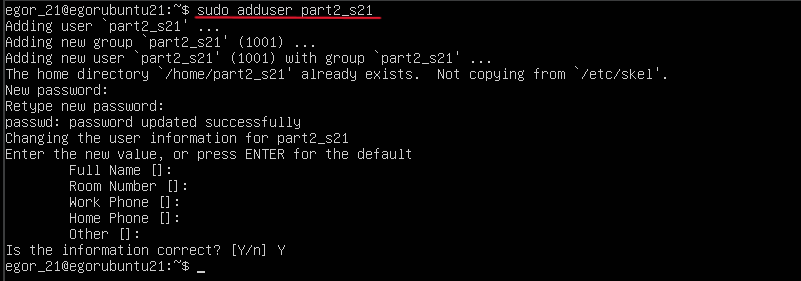 egor_21@egorubuntu21:~$ sudo adduser part2_s21
Adding user `part2_s21' ...
Adding new group `part2_s21' (1001) ...
Adding new user `part2_s21' (1001) with group `part2_s21' ...
The home directory `/home/part2_s21' already exists.  Not copying from `/etc/skel'.
New password:
Retype new password:
passwd: password updated successfully
Changing the user information for part2_s21
Enter the new value, or press ENTER for the default
        Full Name []:
        Room Number []:
        Work Phone []:
        Home Phone []:
        Other []:
Is the information correct? [Y/n] Y
egor_21@egorubuntu21:~$ _